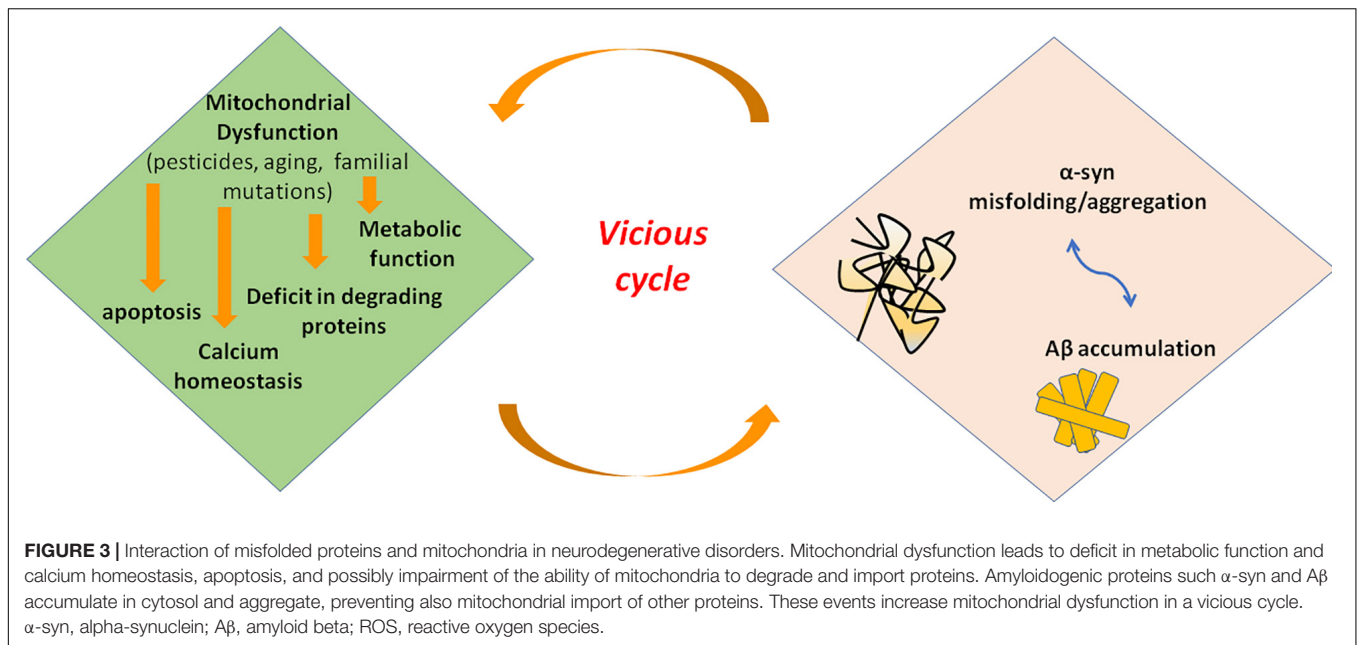 Mitochondrial
Dysfunction
(pesticides, aging, familial
mutations)
Metabolic
function
Deficit in degrading
proteins
apoptosis
Calcium
homeostasis
Vicious
cycle
α-syn
misfolding/aggregation
Aβ accumulation
FIGURE 3 | Interaction of misfolded proteins and mitochondria in neurodegenerative disorders. Mitochondrial dysfunction leads to deficit in metabolic function and
calcium homeostasis, apoptosis, and possibly impairment of the ability of mitochondria to degrade and import proteins. Amyloidogenic proteins such α-syn and Aβ
accumulate in cytosol and aggregate, preventing also mitochondrial import of other proteins. These events increase mitochondrial dysfunction in a vicious cycle.
α-syn, alpha-synuclein; Aβ, amyloid beta; ROS, reactive oxygen species.